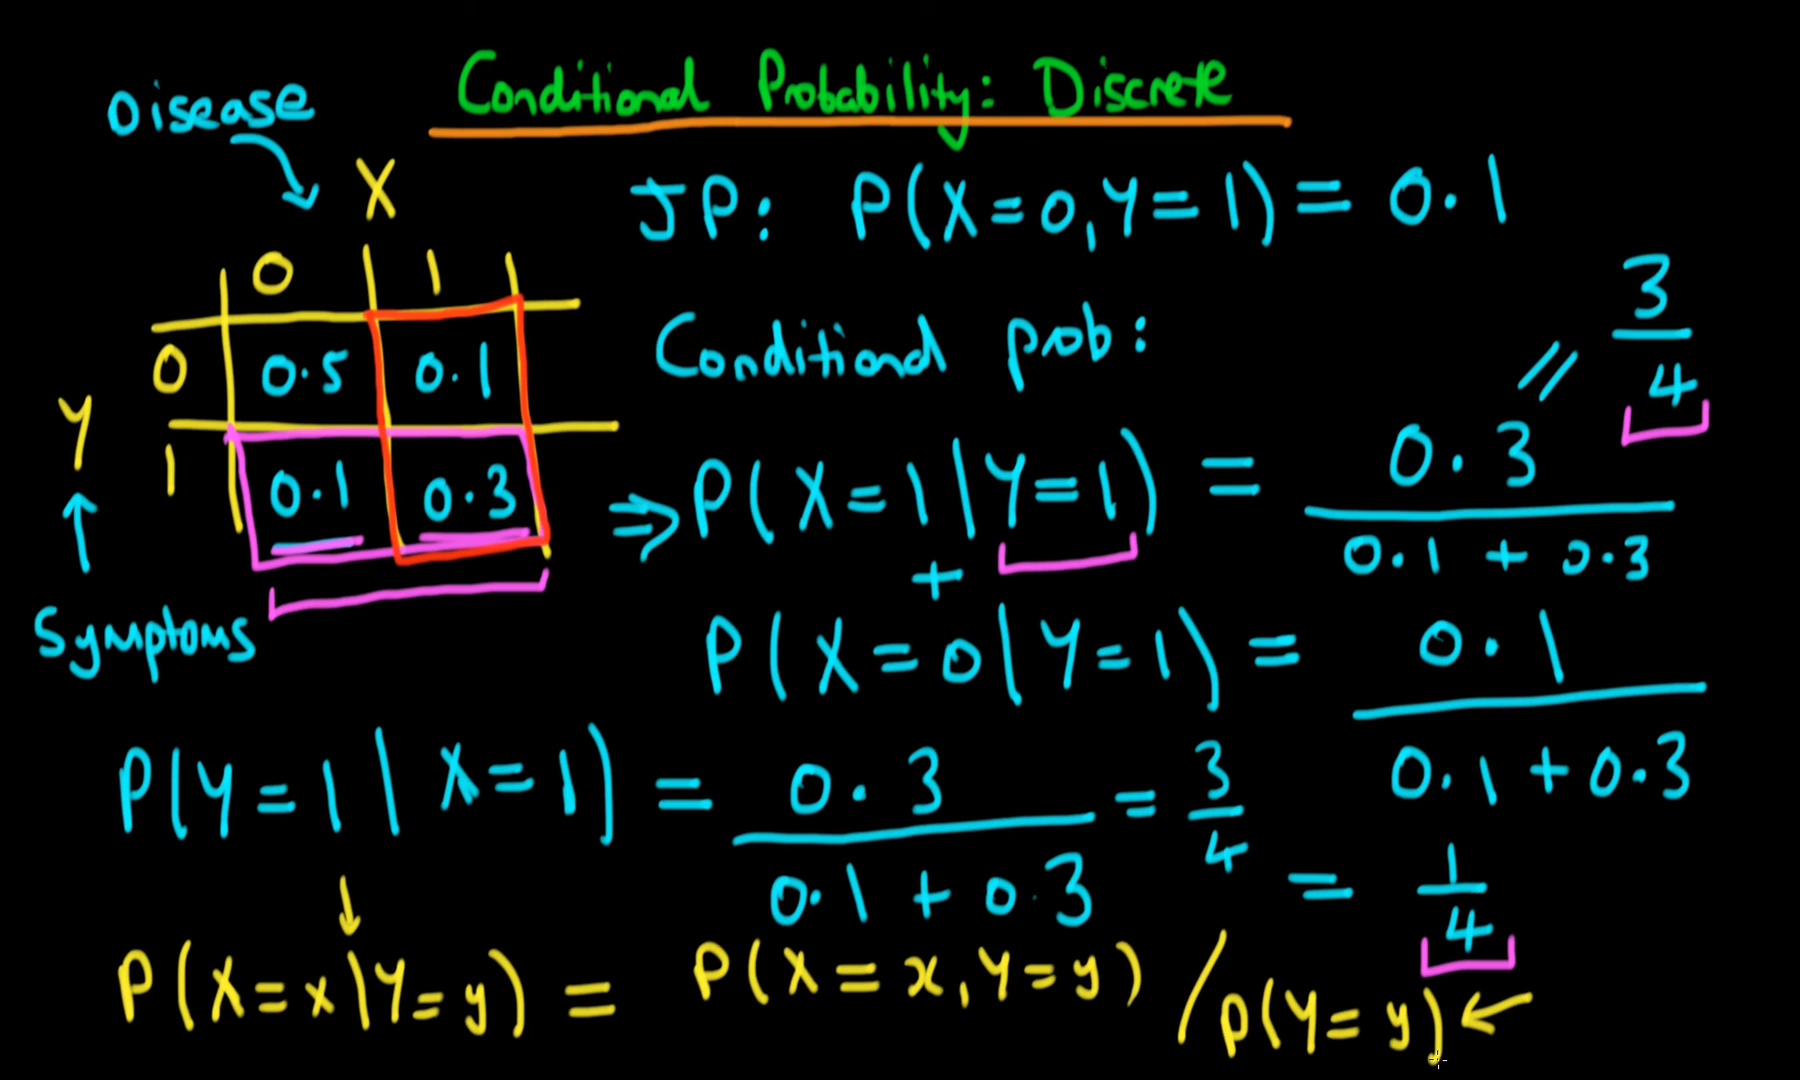 Conditional Probability: Discrete
Disease
X
JP: P(X=0,Y=1)=0.1
0 1
0 0.5 0.1
Y
1 0.1 0.3
Symptoms
Conditional prob:
⇒ P(X=1|Y=1) = 0.3 / 0.1 + 0.3 // 3/4
+
P(X=0|Y=1) = 0.1 / 0.1 + 0.3
= 1/4
P(Y=1|X=1) = 0.3 / 0.1 + 0.3 = 3/4
P(X=x|Y=y) = P(X=x,Y=y) / P(Y=y)